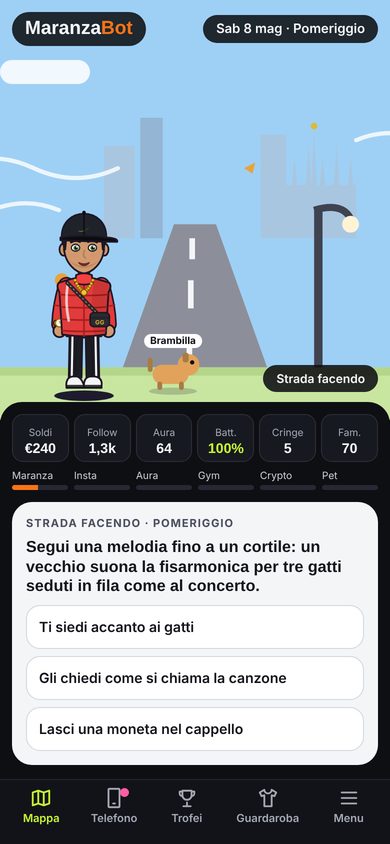 MaranzaBot
Sab 8 mag · Pomeriggio
Brambilla
GG
Strada facendo
Soldi
€240
Follow
1,3k
Aura
64
Batt.
100%
Cringe
5
Fam.
70
Maranza
Insta
Aura
Gym
Crypto
Pet
STRADA FACENDO · POMERIGGIO
Segui una melodia fino a un cortile: un
vecchio suona la fisarmonica per tre gatti
seduti in fila come al concerto.
Ti siedi accanto ai gatti
Gli chiedi come si chiama la canzone
Lasci una moneta nel cappello
Mappa
Telefono
Trofei
Guardaroba
Menu